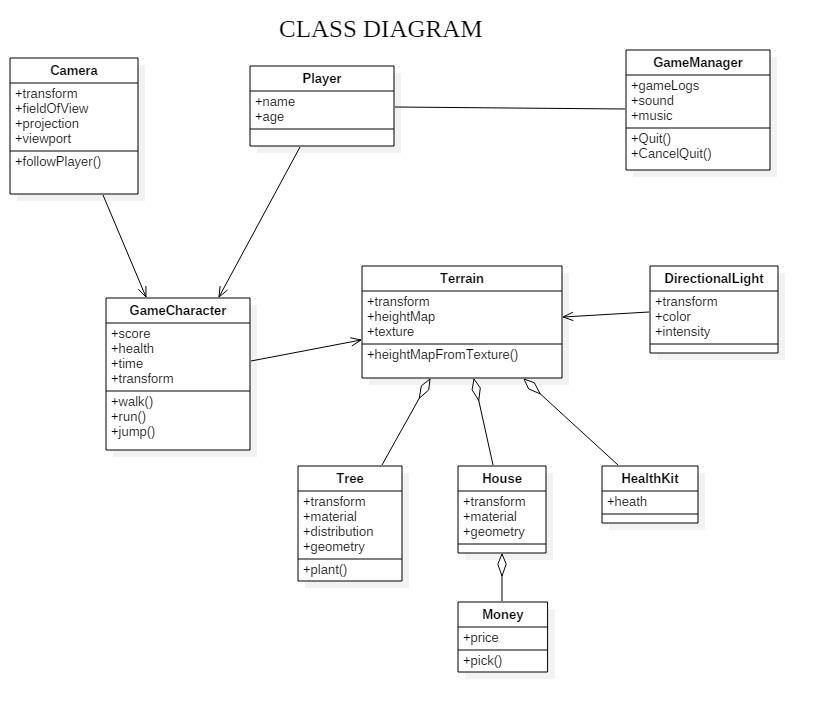 CLASS DIAGRAM
Camera
+transform
+fieldOfView
+projection
+viewport
+followPlayer()
Player
+name
+age
GameManager
+gameLogs
+sound
+music
+Quit()
+CancelQuit()
GameCharacter
+score
+health
+time
+transform
+walk()
+run()
+jump()
Terrain
+transform
+heightMap
+texture
+heightMapFromTexture()
DirectionalLight
+transform
+color
+intensity
Tree
+transform
+material
+distribution
+geometry
+plant()
House
+transform
+material
+geometry
HealthKit
+heath
Money
+price
+pick()